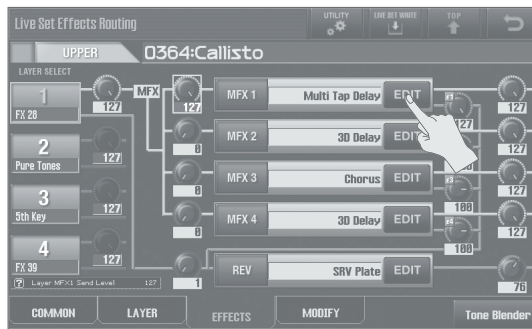 Live Set Effects Routing
UTILITY
LIVE SET WRITE
TOP
UPPER
0364:Callisto
LAYER SELECT
1
FX 26
127
MFX
127
MFX 1
Multi Tap Delay
EDIT
x1
127
127
2
Pure Tones
127
0
MFX 2
3D Delay
EDIT
127
3
5th Key
127
0
MFX 3
Chorus
EDIT
x3
100
127
4
FX 39
127
0
MFX 4
3D Delay
EDIT
x4
100
127
? Layer MFX1 Send Level 127
1
REV
SRV Plate
EDIT
76
COMMON
LAYER
EFFECTS
MODIFY
Tone Blender